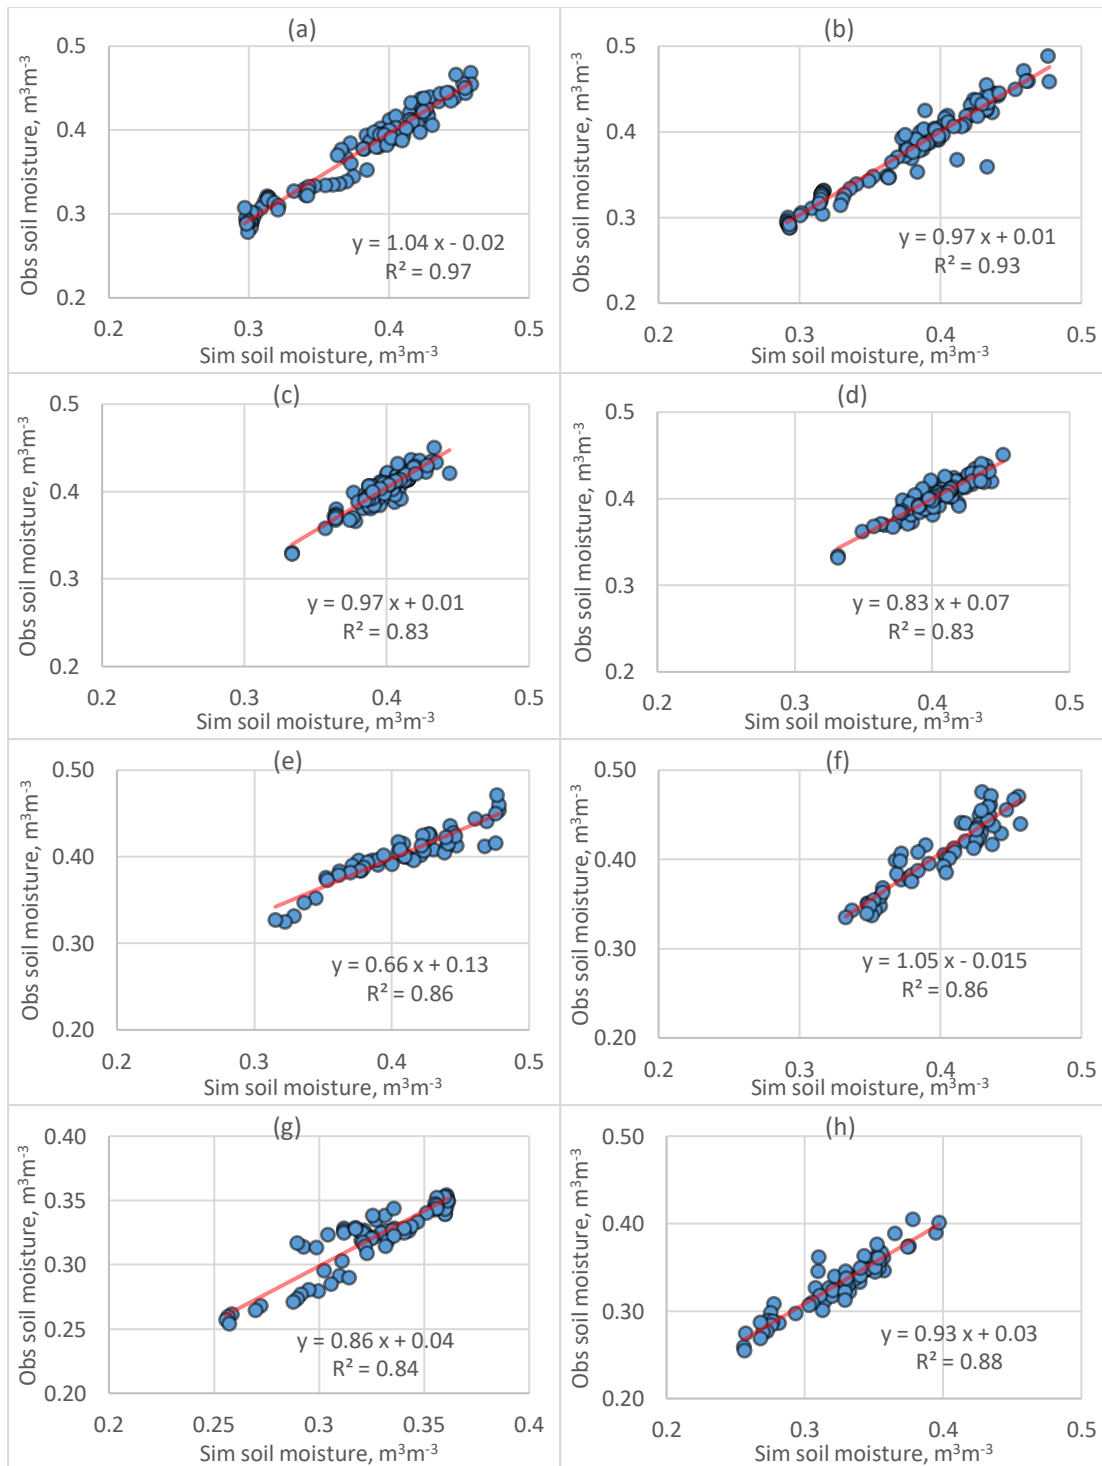 (a)
Obs soil moisture, m³m⁻³
0.5
0.4
0.3
0.2
y = 1.04 x - 0.02
R² = 0.97
0.2 0.3 0.4 0.5
Sim soil moisture, m³m⁻³
(b)
Obs soil moisture, m³m⁻³
0.5
0.4
0.3
0.2
y = 0.97 x + 0.01
R² = 0.93
0.2 0.3 0.4 0.5
Sim soil moisture, m³m⁻³
(c)
Obs soil moisture, m³m⁻³
0.5
0.4
0.3
0.2
y = 0.97 x + 0.01
R² = 0.83
0.2 0.3 0.4 0.5
Sim soil moisture, m³m⁻³
(d)
Obs soil moisture, m³m⁻³
0.5
0.4
0.3
0.2
y = 0.83 x + 0.07
R² = 0.83
0.2 0.3 0.4 0.5
Sim soil moisture, m³m⁻³
(e)
Obs soil moisture, m³m⁻³
0.50
0.40
0.30
0.20
y = 0.66 x + 0.13
R² = 0.86
0.2 0.3 0.4 0.5
Sim soil moisture, m³m⁻³
(f)
Obs soil moisture, m³m⁻³
0.50
0.40
0.30
0.20
y = 1.05 x - 0.015
R² = 0.86
0.2 0.3 0.4 0.5
Sim soil moisture, m³m⁻³
(g)
Obs soil moisture, m³m⁻³
0.40
0.35
0.30
0.25
0.20
y = 0.86 x + 0.04
R² = 0.84
0.2 0.25 0.3 0.35 0.4
Sim soil moisture, m³m⁻³
(h)
Obs soil moisture, m³m⁻³
0.50
0.40
0.30
0.20
y = 0.93 x + 0.03
R² = 0.88
0.2 0.3 0.4 0.5
Sim soil moisture, m³m⁻³